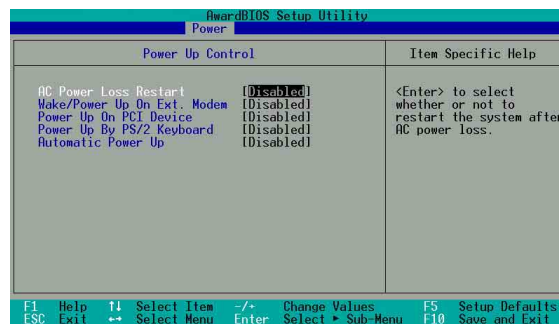 AwardBIOS Setup Utility
Power
Power Up Control
Item Specific Help
AC Power Loss Restart [Disabled]
Wake/Power Up On Ext. Modem [Disabled]
Power Up On PCI Device [Disabled]
Power Up By PS/2 Keyboard [Disabled]
Automatic Power Up [Disabled]
<Enter> to select
whether or not to
restart the system after
AC power loss.
F1 Help ↑↓ Select Item -/+ Change Values F5 Setup Defaults
ESC Exit ←→ Select Menu Enter Select ► Sub-Menu F10 Save and Exit